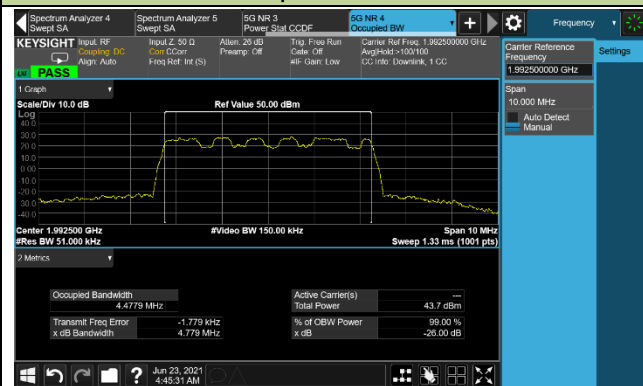 Spectrum Analyzer 4
Swept SA
Spectrum Analyzer 5
Swept SA
5G NR 3
Power Stat CCDF
5G NR 4
Occupied BW
Frequency
KEYSIGHT
Input: RF
Coupling: DC
Align: Auto
Input Z: 50 Ω
Corr CCorr
Freq Ref: Int (S)
Atten: 26 dB
Preamp: Off
Trig: Free Run
Gate: Off
#IF Gain: Low
Carrier Ref Freq: 1.992500000 GHz
Avg|Hold:>100/100
CC Info: Downlink, 1 CC
LW PASS
Carrier Reference
Frequency
1.992500000 GHz
Settings
Span
10.000 MHz
Auto Detect
Manual
1 Graph
Scale/Div 10.0 dB
Ref Value 50.00 dBm
Log
40.0
30.0
20.0
10.0
0.00
-10.0
-20.0
-30.0
-40.0
Center 1.992500 GHz
#Video BW 150.00 kHz
Span 10 MHz
#Res BW 51.000 kHz
Sweep 1.33 ms (1001 pts)
2 Metrics
Occupied Bandwidth
4.4779 MHz
Active Carrier(s)
---
Total Power
43.7 dBm
Transmit Freq Error
-1.779 kHz
% of OBW Power
99.00 %
x dB Bandwidth
4.779 MHz
x dB
-26.00 dB
Jun 23, 2021
4:45:31 AM